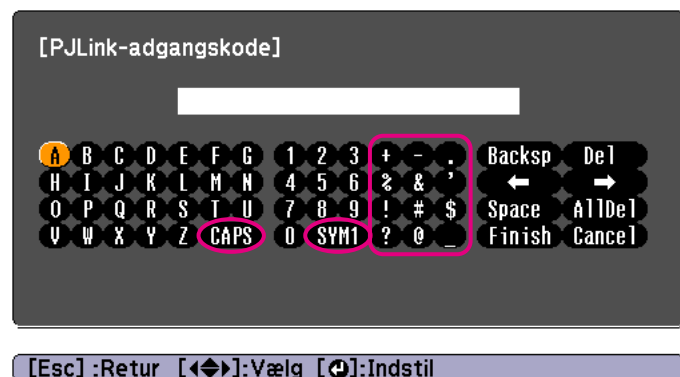 [PJLink-adgangskode]
A B C D E F G 1 2 3 + - . Backsp Del
H I J K L M N 4 5 6 % & ' ← →
O P Q R S T U 7 8 9 ! # $ Space AllDel
V W X Y Z CAPS 0 SYM1 ? @ _ Finish Cancel
[Esc] :Retur [◀◆▶]:Vælg [↵]:Indstil